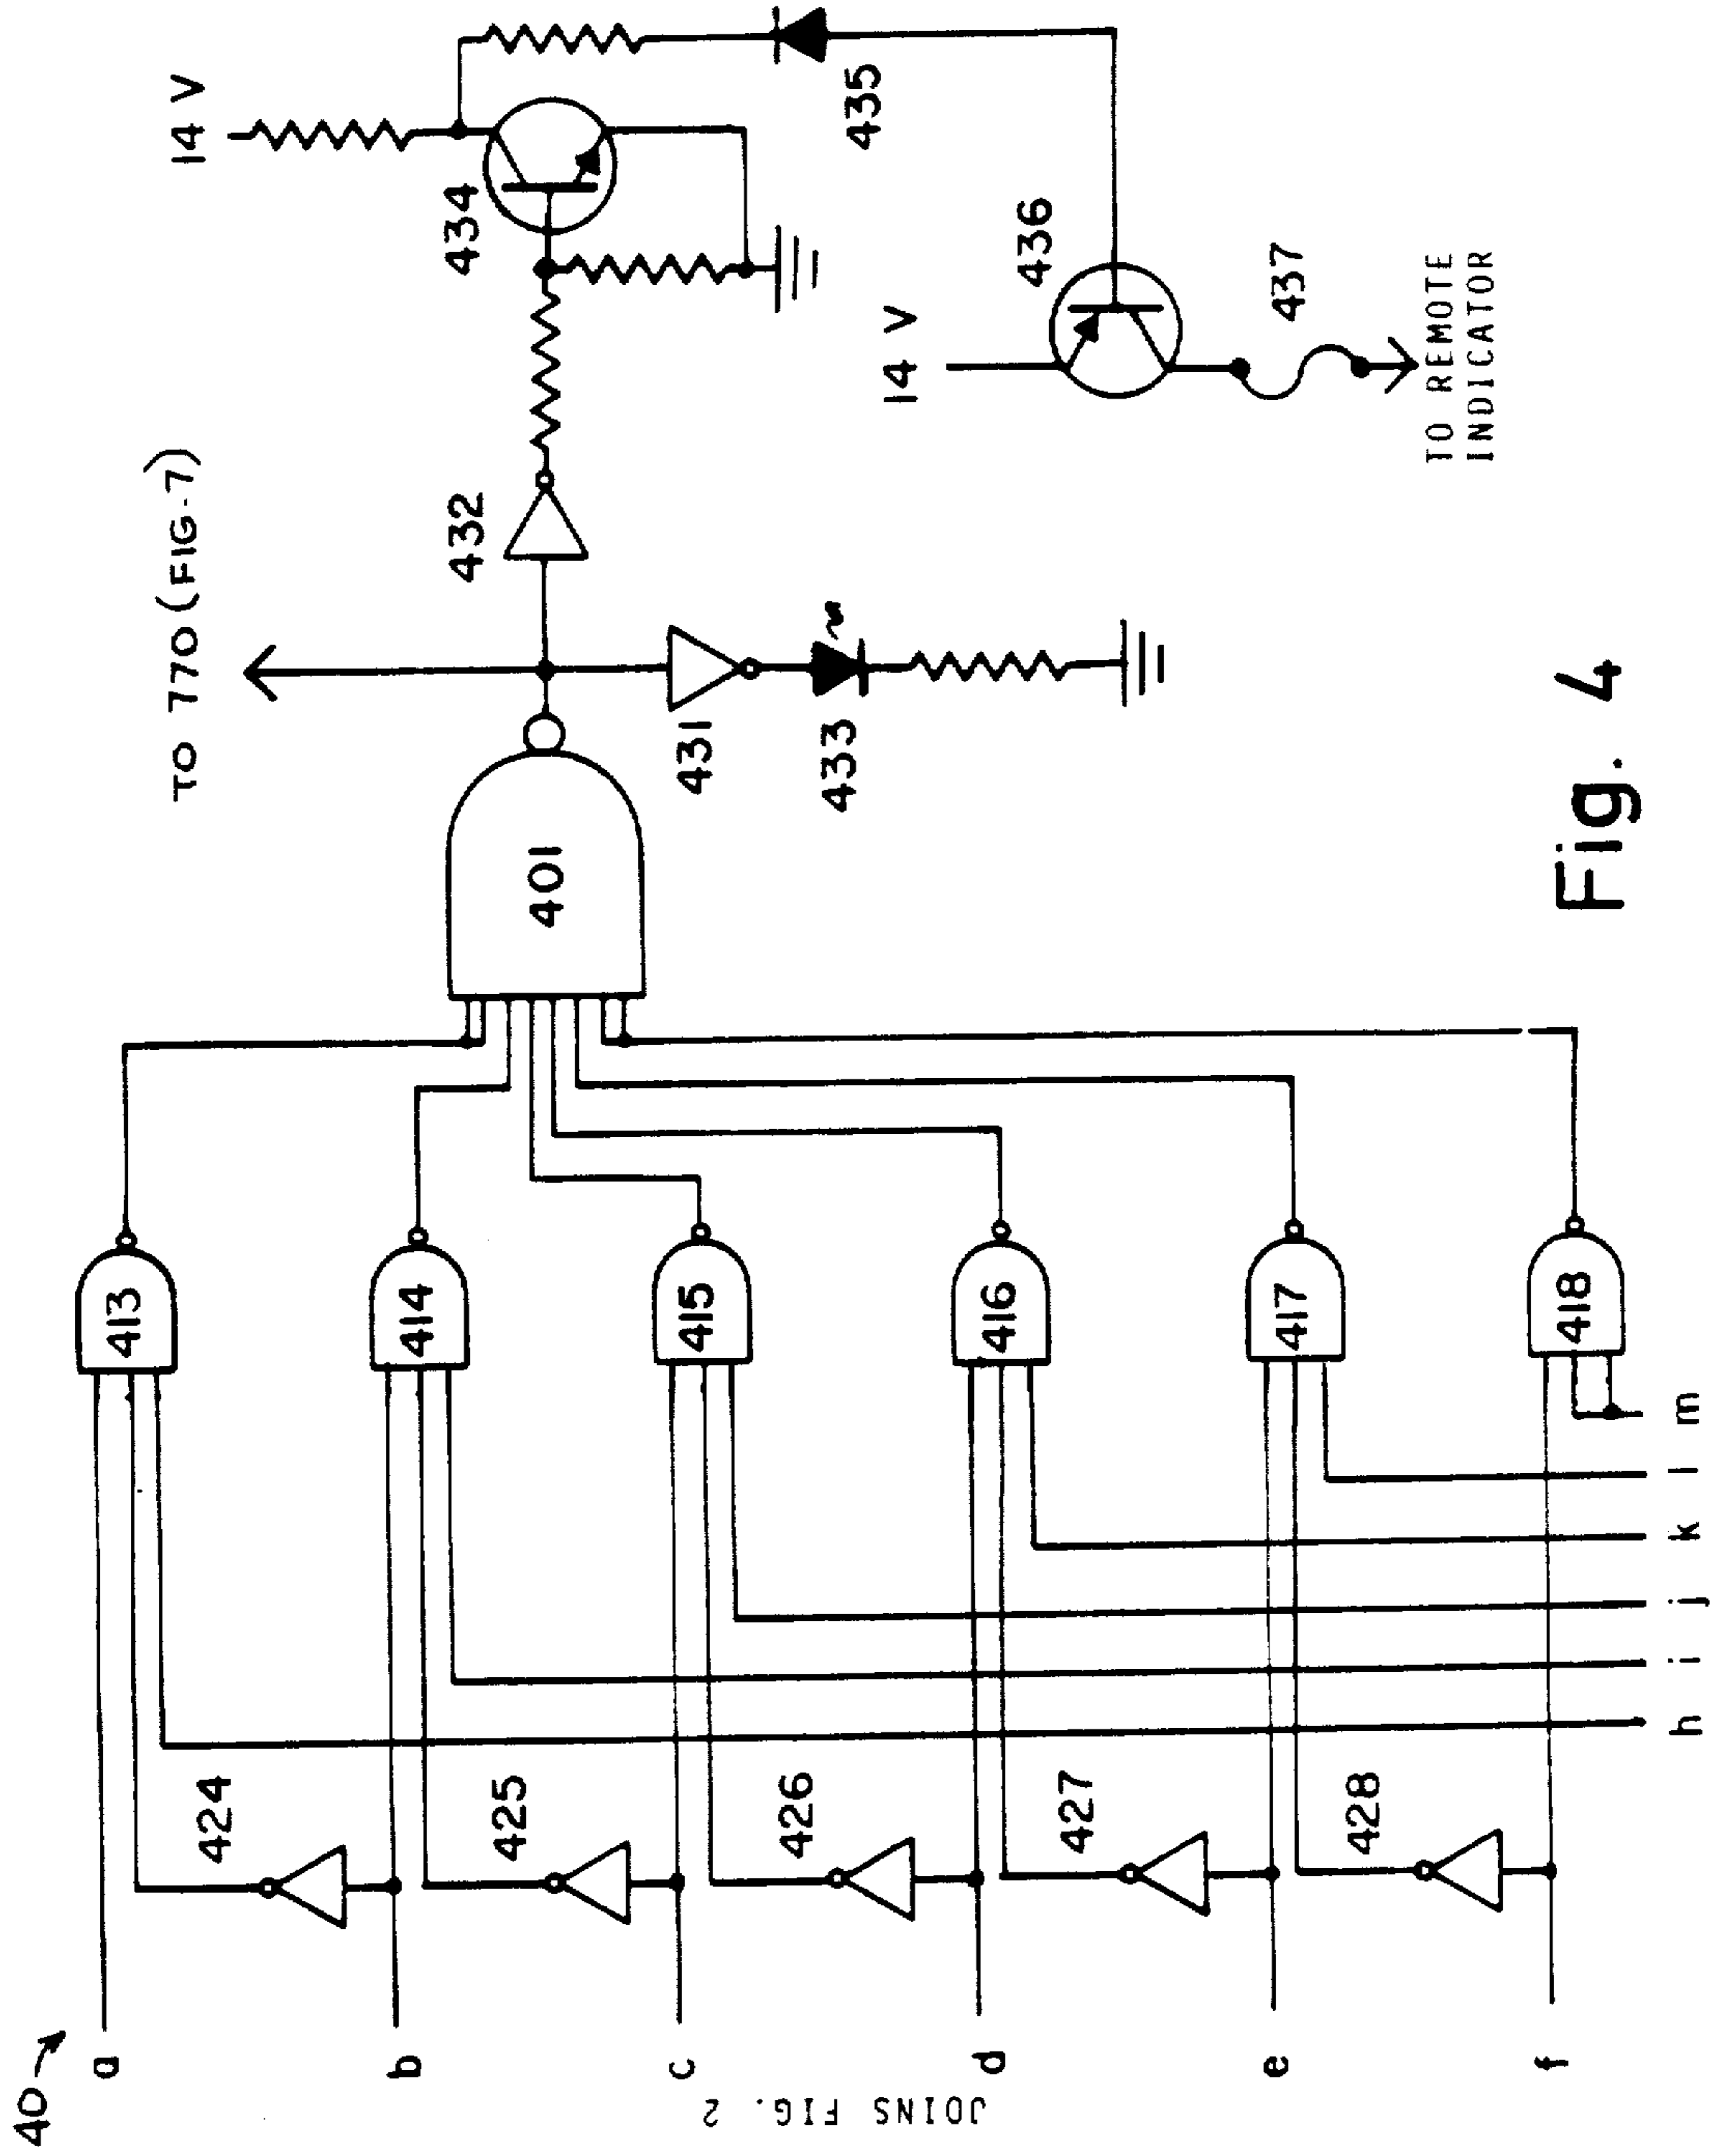 40
JOINS FIG. 2
a
b
c
d
e
f
424
425
426
427
428
h
i
j
k
l
m
413
414
415
416
417
418
401
TO 770 (FIG-7)
431
433
432
434
14 V
435
14 V
436
437
TO REMOTE
INDICATOR
Fig. 4